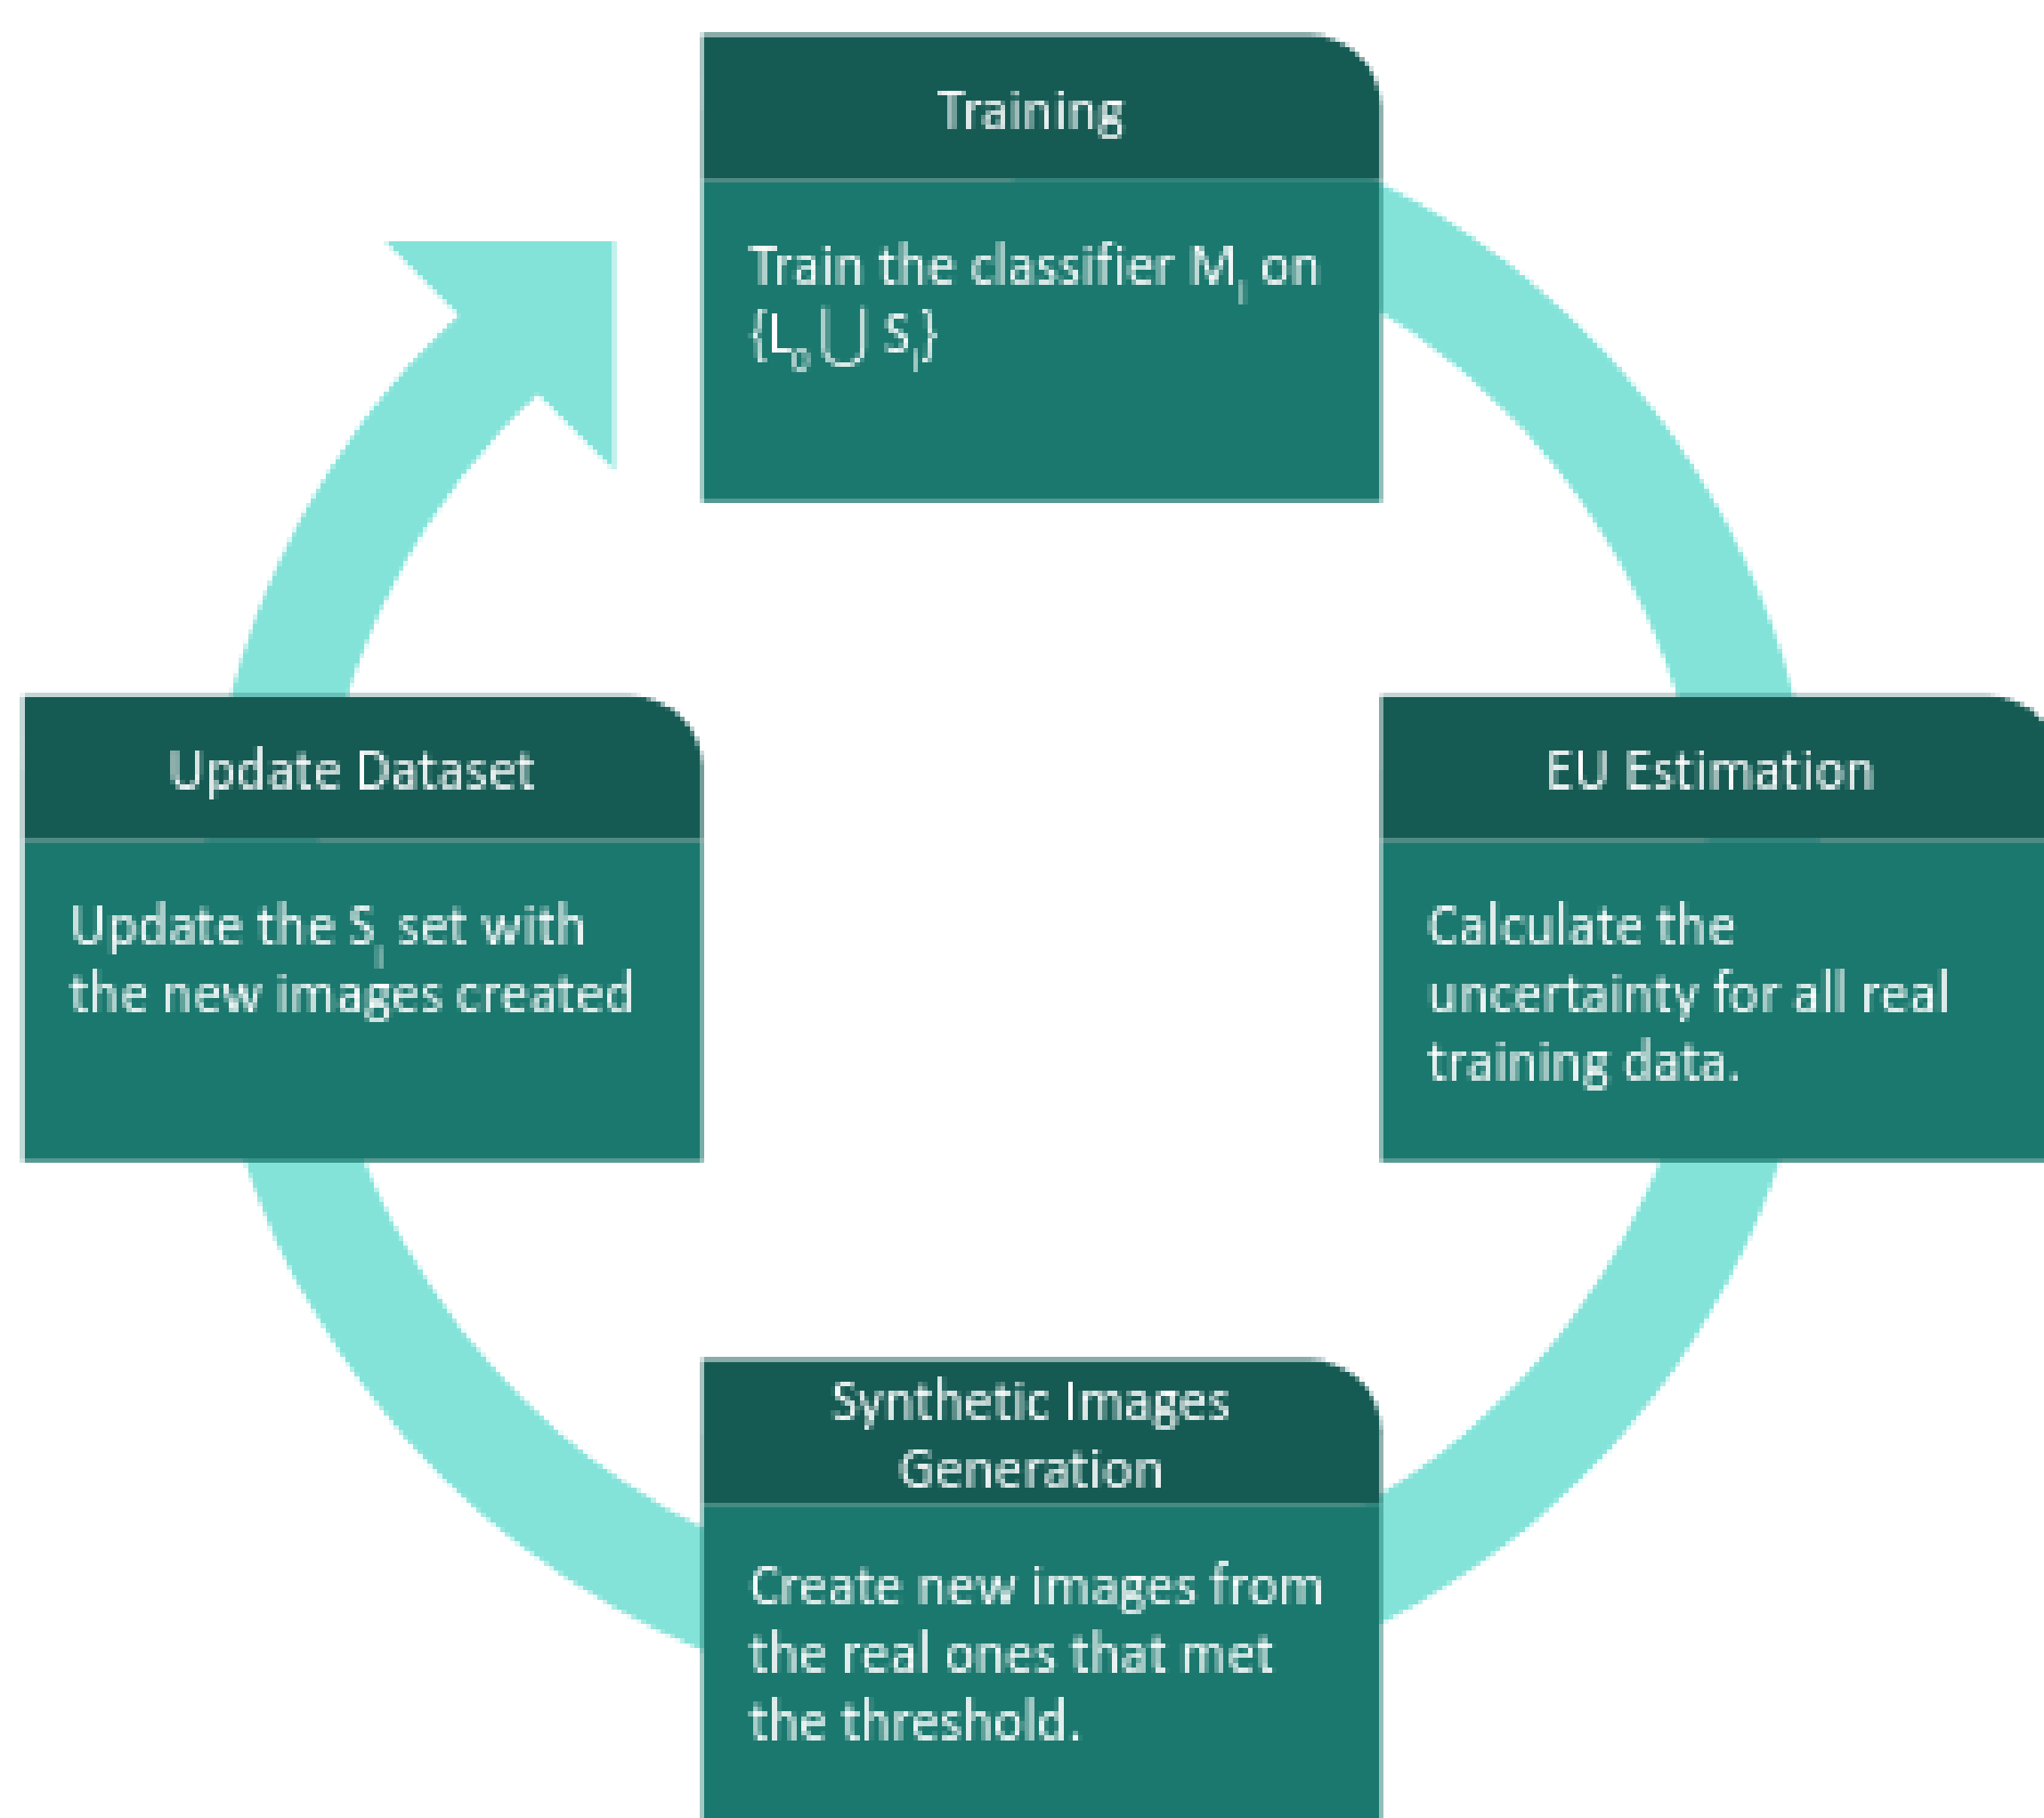 Training
Train the classifier Mᵢ on
{L₀⋃ Sᵢ}
EU Estimation
Calculate the
uncertainty for all real
training data.
Synthetic Images
Generation
Create new images from
the real ones that met
the threshold.
Update Dataset
Update the Sᵢ set with
the new images created